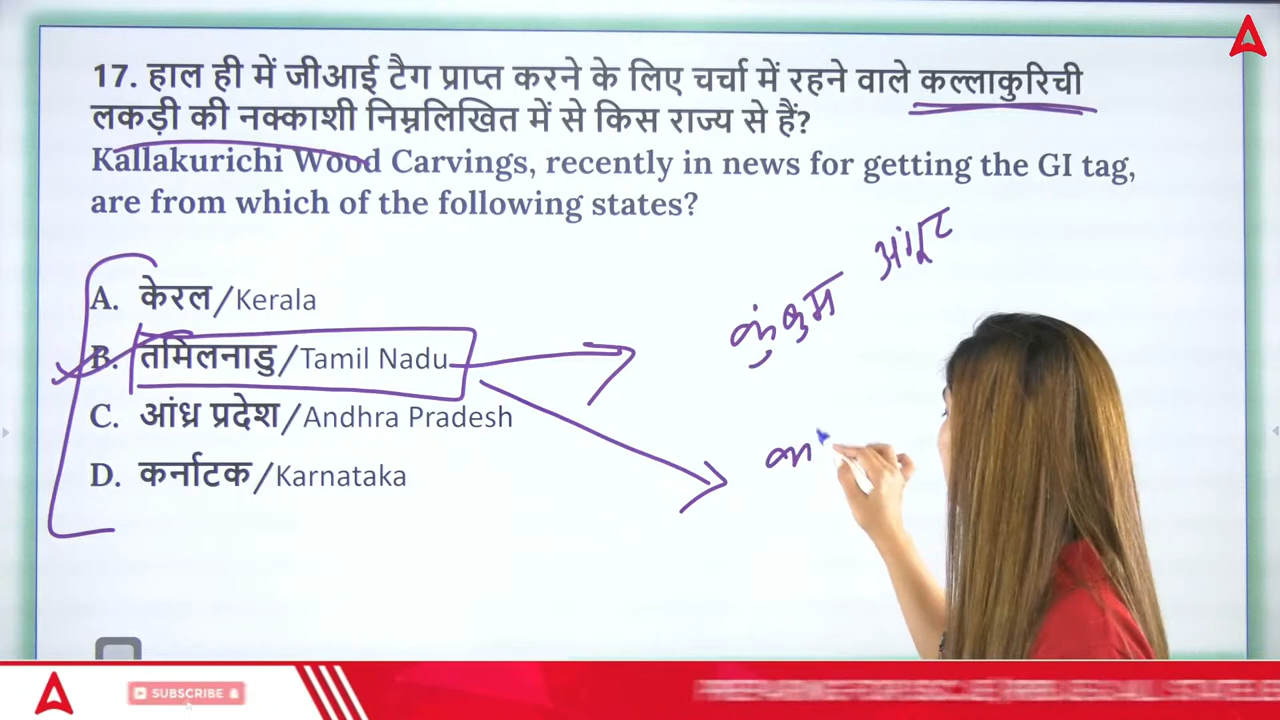 17. हाल ही में जीआई टैग प्राप्त करने के लिए चर्चा में रहने वाले कल्लाकुरिची
लकड़ी की नक्काशी निम्नलिखित में से किस राज्य से हैं?
Kallakurichi Wood Carvings, recently in news for getting the GI tag,
are from which of the following states?
A. केरल/Kerala
B. तमिलनाडु/Tamil Nadu
C. आंध्र प्रदेश/Andhra Pradesh
D. कर्नाटक/Karnataka
SUBSCRIBE